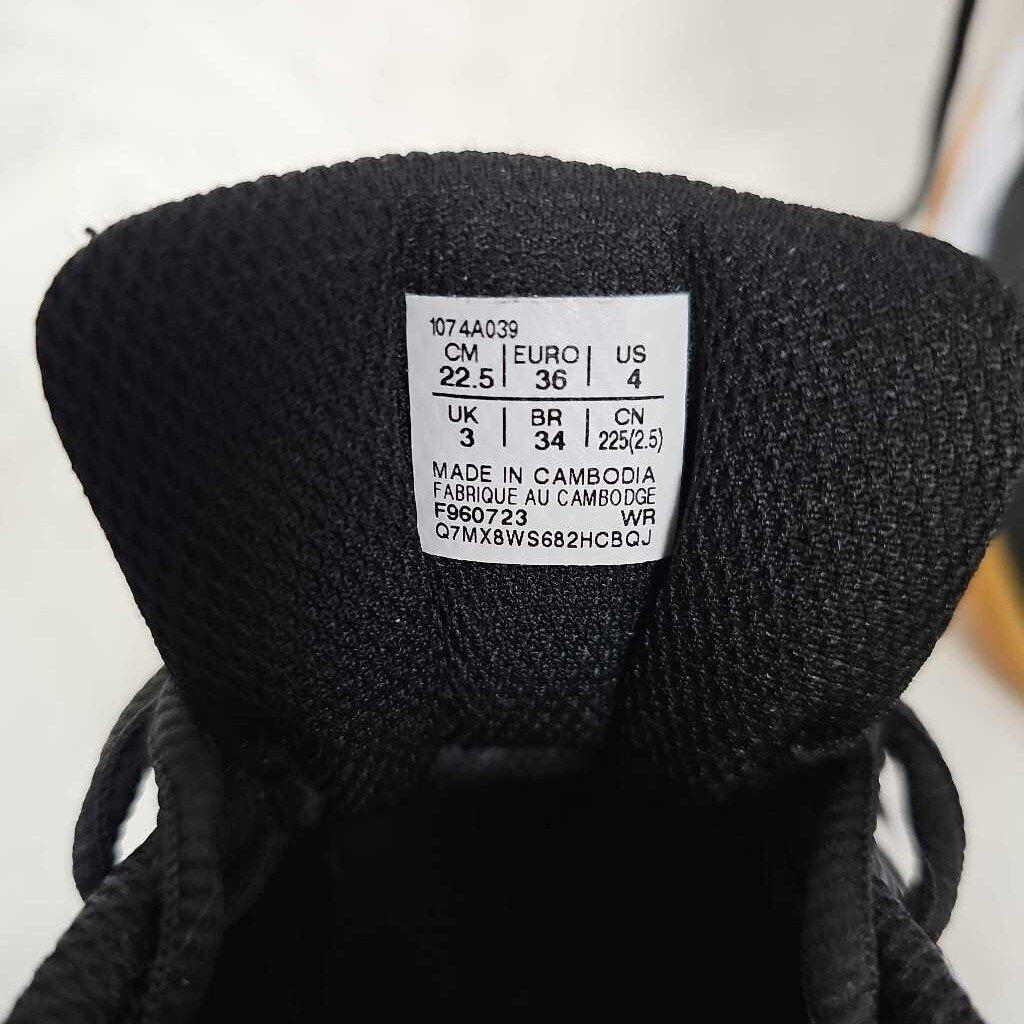 1074A039
CM | EURO | US
22.5 | 36 | 4
UK | BR | CN
3 | 34 | 225(2.5)
MADE IN CAMBODIA
FABRIQUE AU CAMBODGE
F960723 WR
Q7MX8WS682HCBQJ